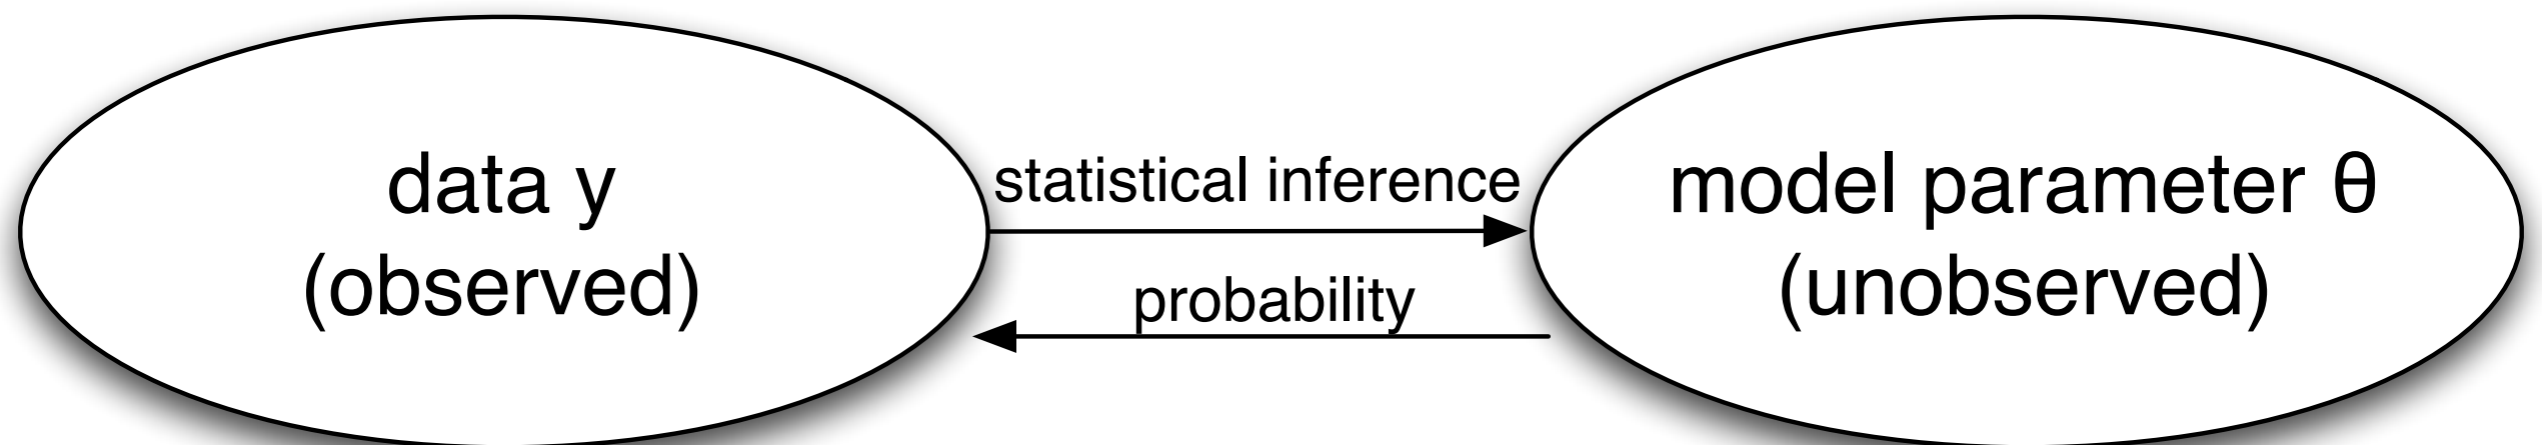 data y
(observed)
statistical inference
probability
model parameter θ
(unobserved)